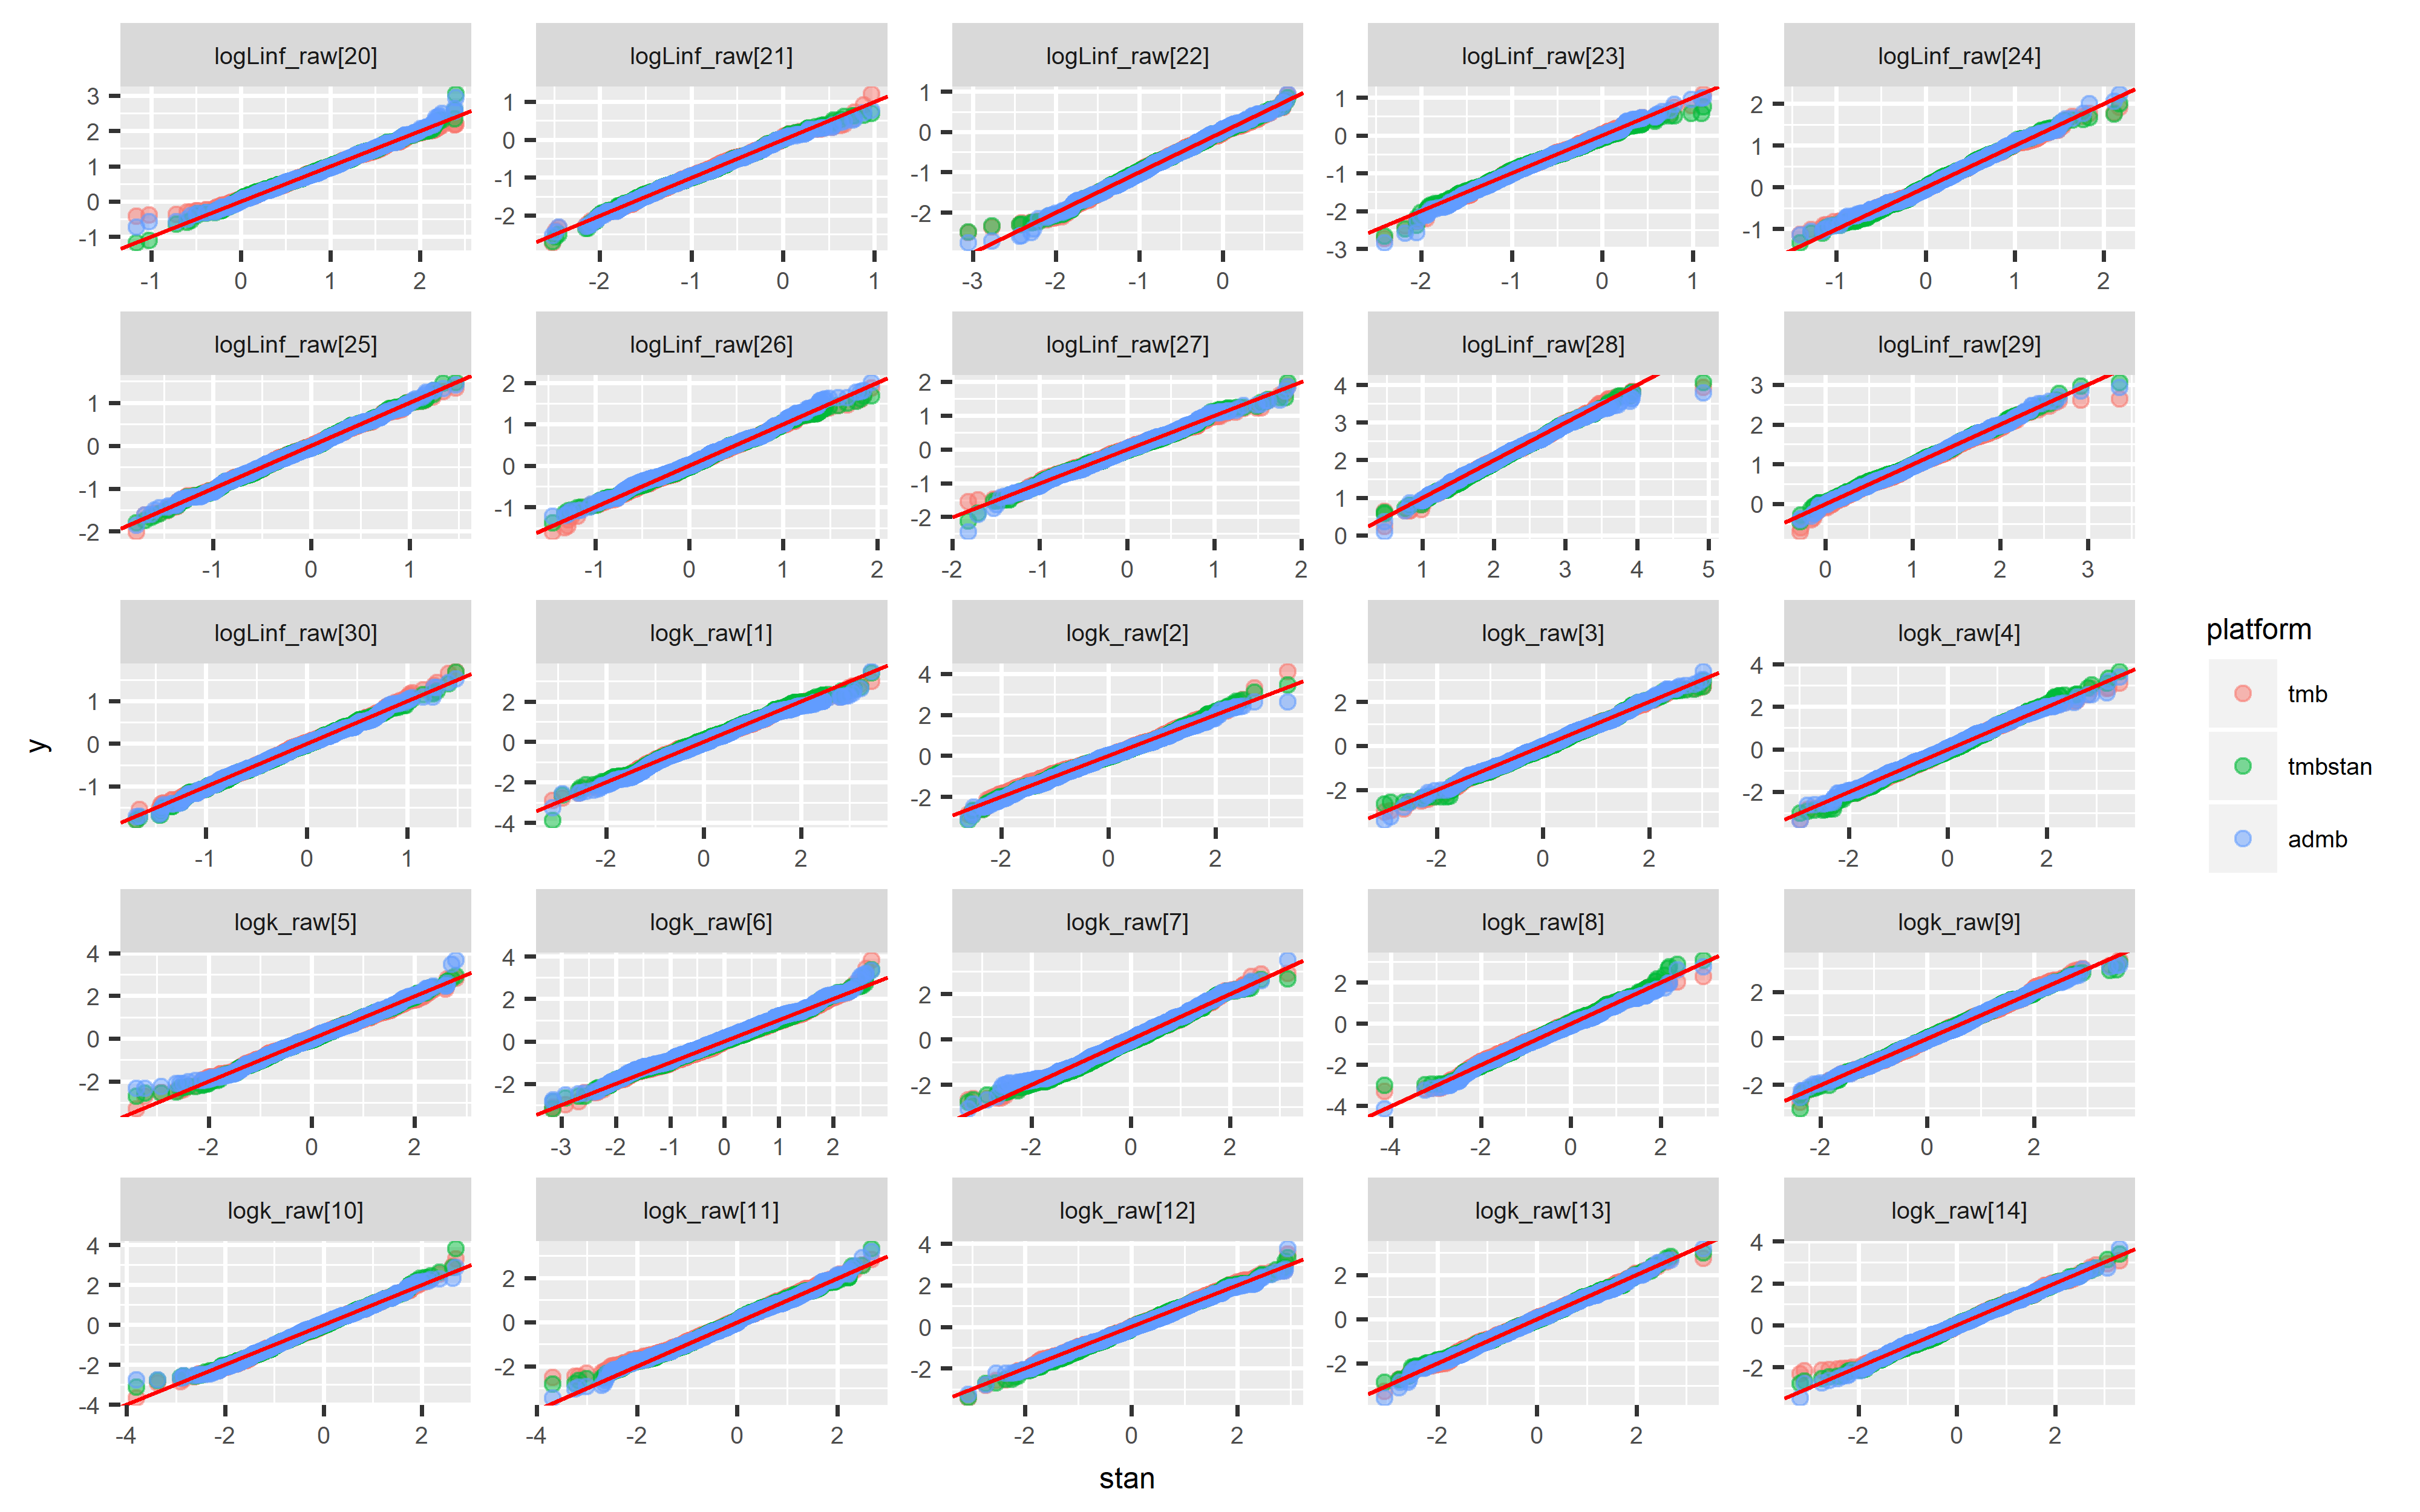 logLinf_raw[20] logLinf_raw[21] logLinf_raw[22] logLinf_raw[23] logLinf_raw[24]
3 2 1 0 -1
-1 0 1 2
1 0 -1 -2
-2 -1 0 1
1 0 -1 -2
-3 -2 -1 0
1 0 -1 -2 -3
-2 -1 0 1
2 1 0 -1
-1 0 1 2
logLinf_raw[25] logLinf_raw[26] logLinf_raw[27] logLinf_raw[28] logLinf_raw[29]
1 0 -1 -2
-1 0 1
2 1 0 -1
-1 0 1 2
2 1 0 -1 -2
-2 -1 0 1 2
4 3 2 1 0
1 2 3 4 5
3 2 1 0
0 1 2 3
logLinf_raw[30] logk_raw[1] logk_raw[2] logk_raw[3] logk_raw[4]
1 0 -1
-1 0 1
2 0 -2 -4
-2 0 2
4 2 0 -2
-2 0 2
2 0 -2
-2 0 2
4 2 0 -2
-2 0 2
logk_raw[5] logk_raw[6] logk_raw[7] logk_raw[8] logk_raw[9]
4 2 0 -2
-2 0 2
4 2 0 -2
-3 -2 -1 0 1 2
2 0 -2
-2 0 2
2 0 -2 -4
-4 -2 0 2
2 0 -2
-2 0 2
logk_raw[10] logk_raw[11] logk_raw[12] logk_raw[13] logk_raw[14]
4 2 0 -2 -4
-4 -2 0 2
2 0 -2
-4 -2 0 2
4 2 0 -2
-2 0 2
2 0 -2
-2 0 2
4 2 0 -2
-2 0 2
y
stan
platform
tmb
tmbstan
admb